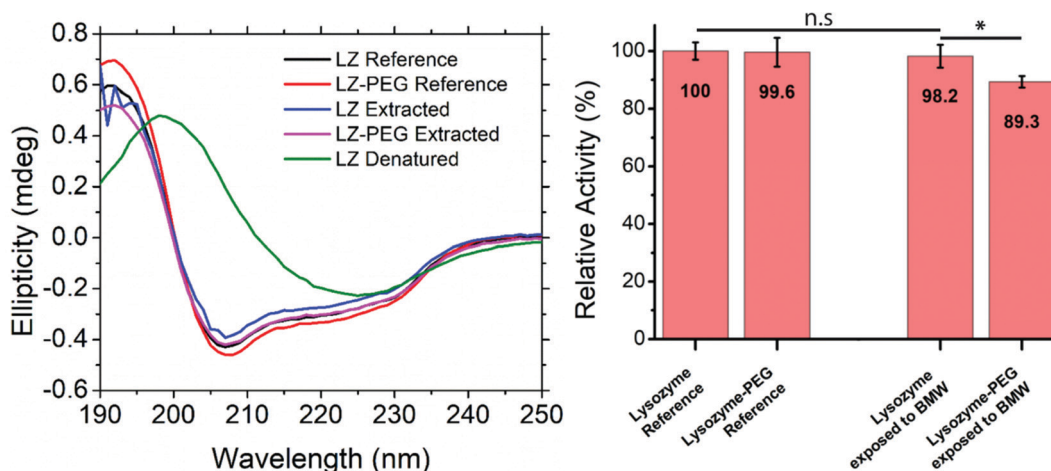 0.8
0.6
0.4
0.2
0.0
-0.2
-0.4
-0.6
Ellipticity (mdeg)
LZ Reference
LZ-PEG Reference
LZ Extracted
LZ-PEG Extracted
LZ Denatured
190
200
210
220
230
240
250
Wavelength (nm)
n.s
*
100
80
60
40
20
0
Relative Activity (%)
100
99.6
98.2
89.3
Lysozyme
Reference
Lysozyme-PEG
Reference
Lysozyme
exposed to BMW
Lysozyme-PEG
exposed to BMW